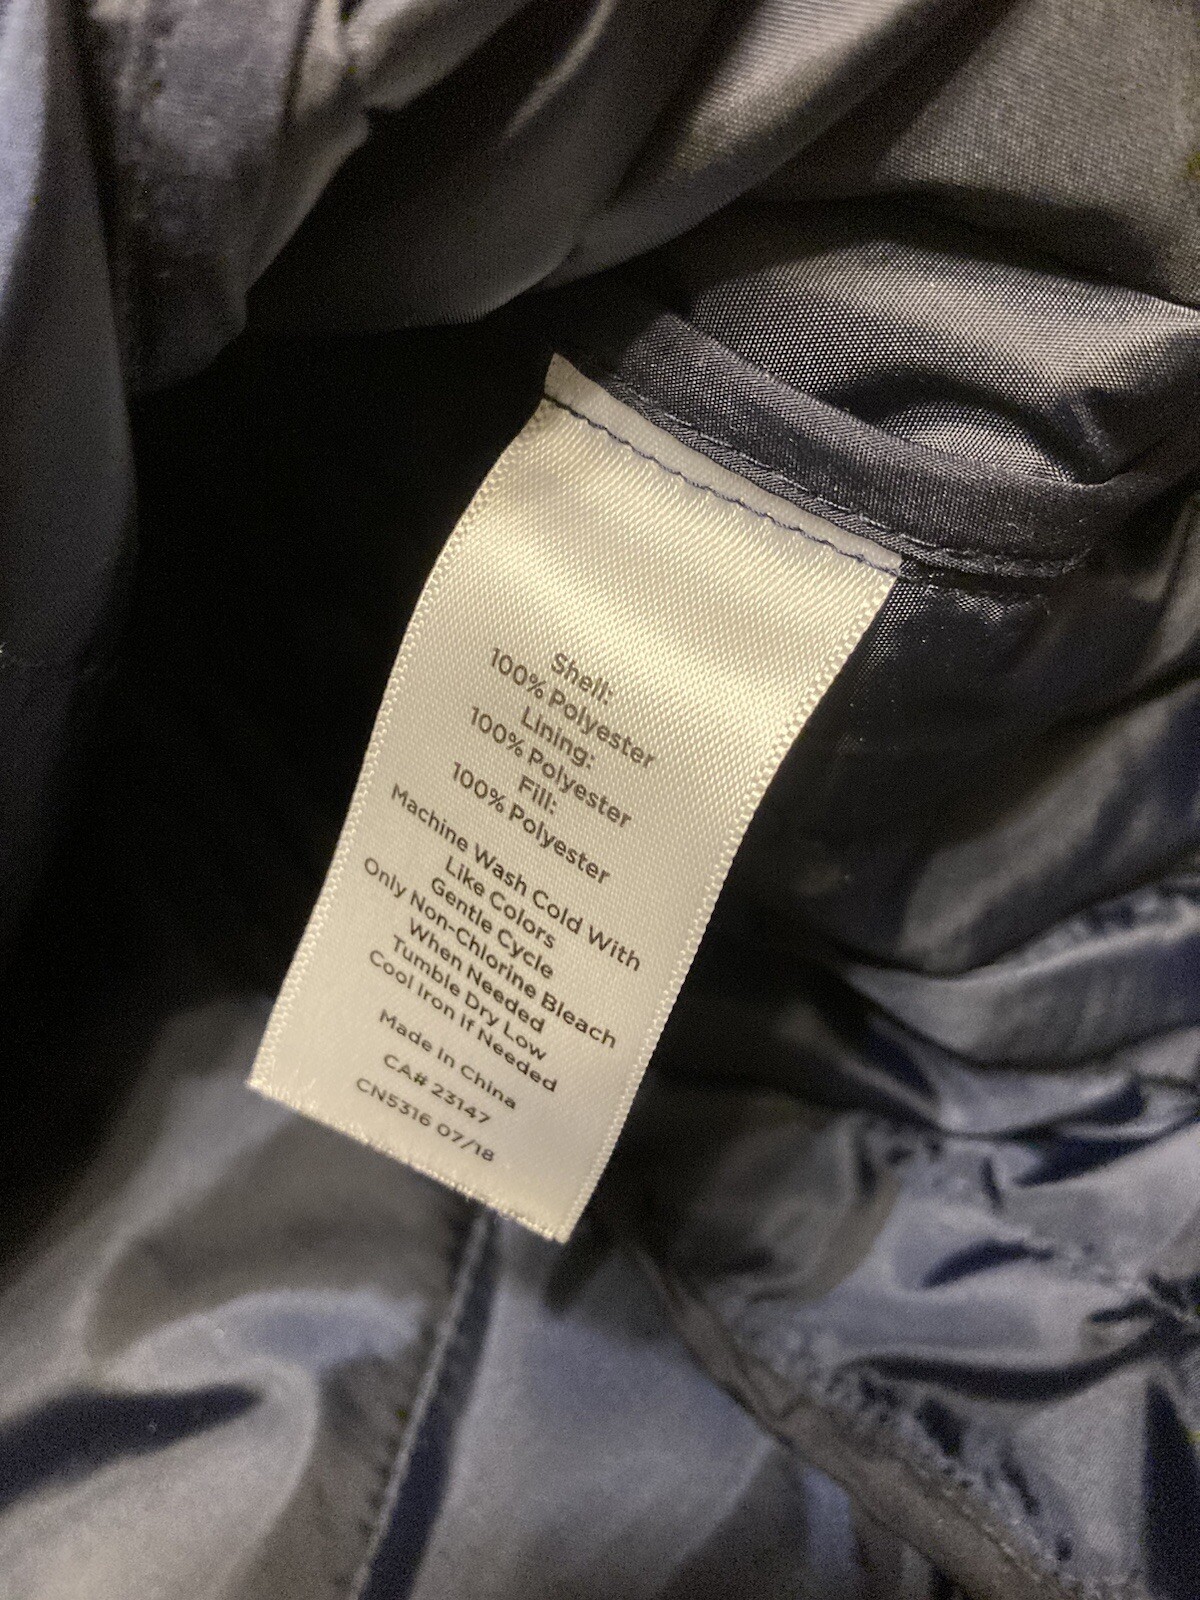 Shell:
100% Polyester
Lining:
100% Polyester
Fill:
100% Polyester
Machine Wash Cold With
Like Colors
Gentle Cycle
Only Non-Chlorine Bleach
When Needed
Tumble Dry Low
Cool Iron If Needed
Made In China
CA# 23147
CN5316 07/18